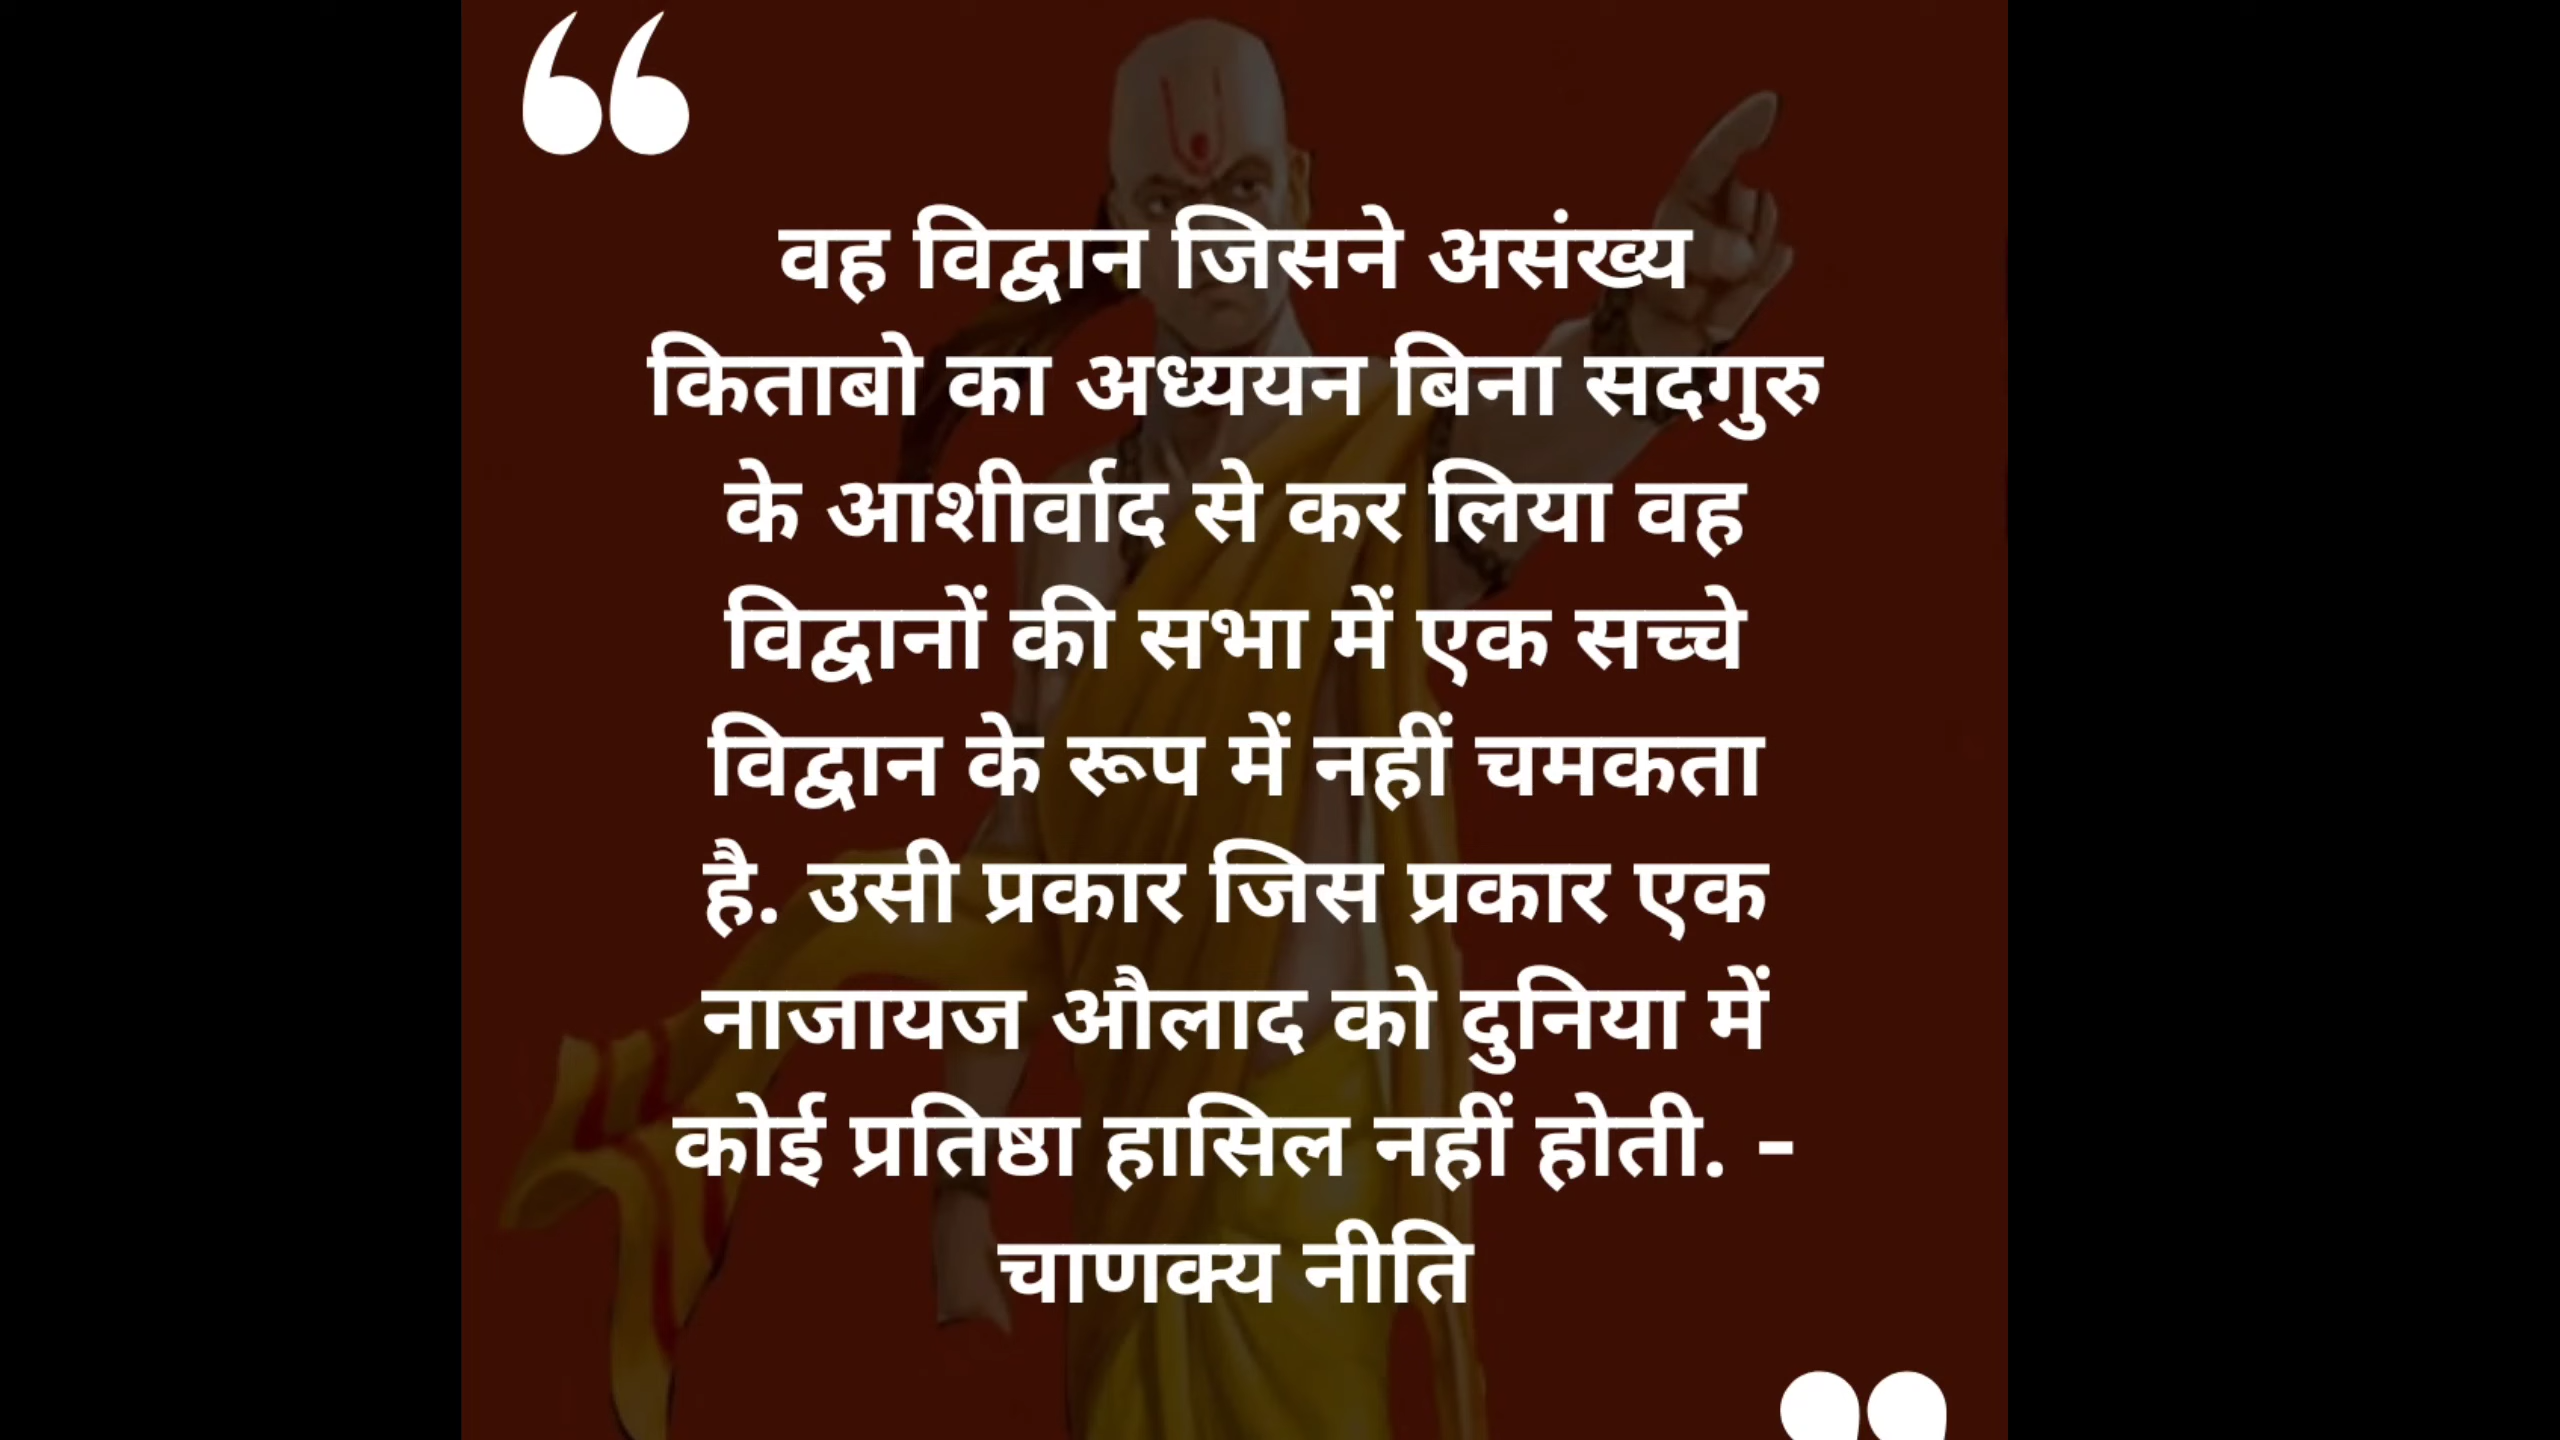 “
वह विद्वान जिसने असंख्य
किताबो का अध्ययन बिना सदगुरु
के आशीर्वाद से कर लिया वह
विद्वानों की सभा में एक सच्चे
विद्वान के रूप में नहीं चमकता
है. उसी प्रकार जिस प्रकार एक
नाजायज औलाद को दुनिया में
कोई प्रतिष्ठा हासिल नहीं होती. -
चाणक्य नीति
”